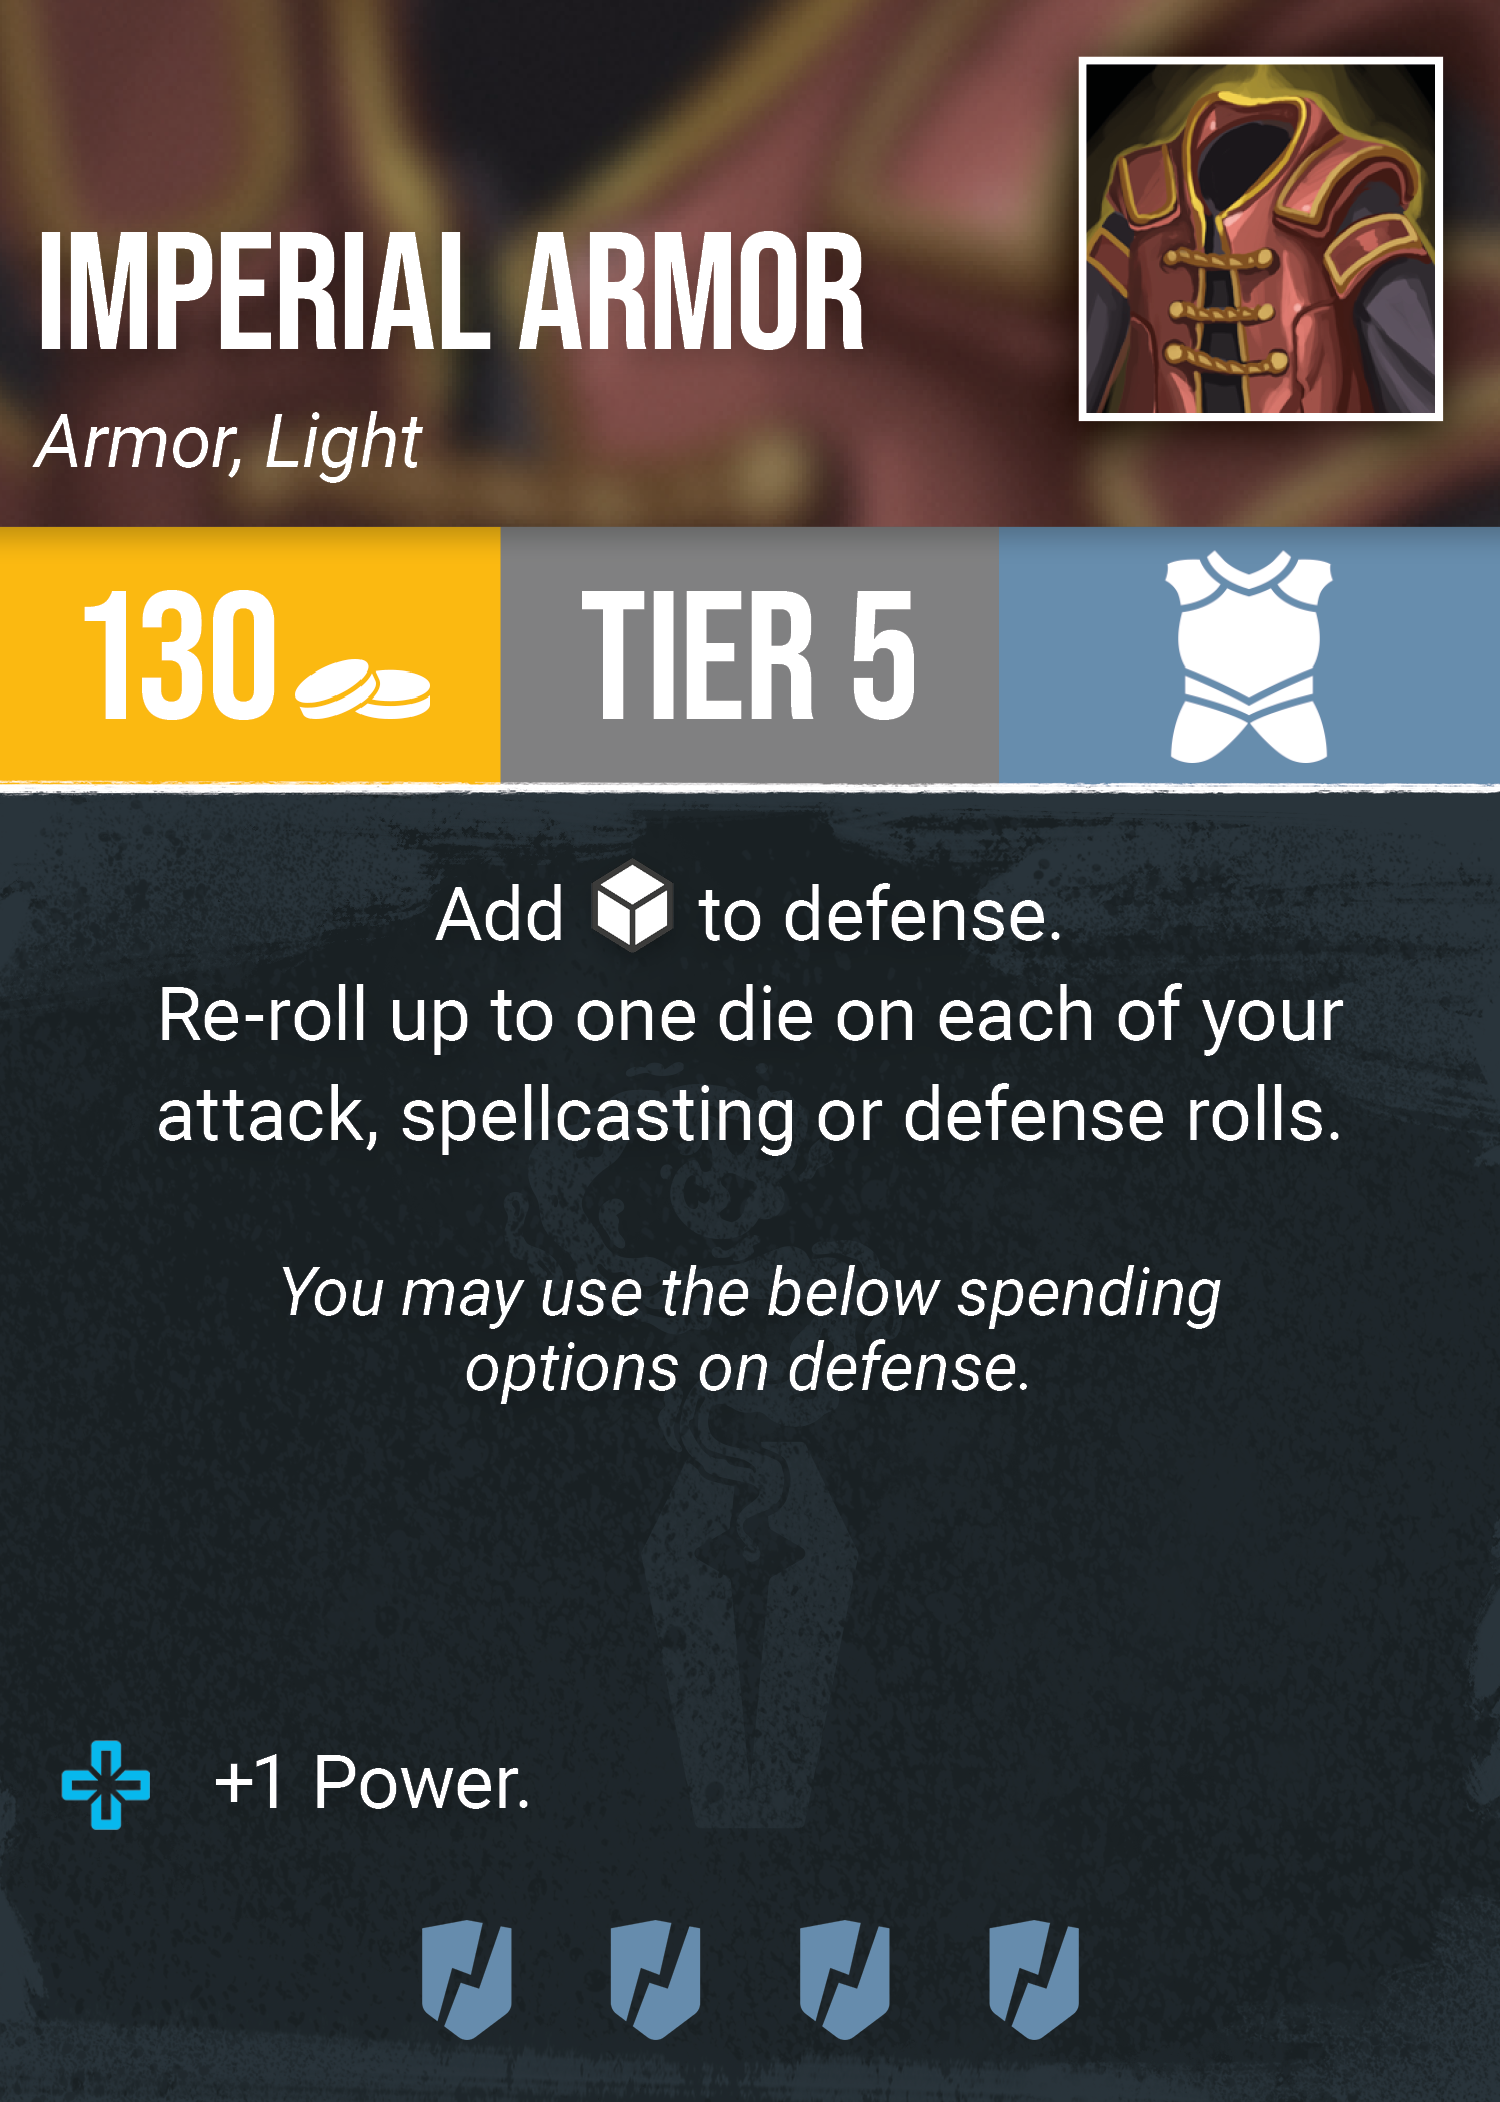 IMPERIAL ARMOR
Armor, Light
130
TIER 5
Add to defense.
Re-roll up to one die on each of your
attack, spellcasting or defense rolls.
You may use the below spending
options on defense.
+1 Power.